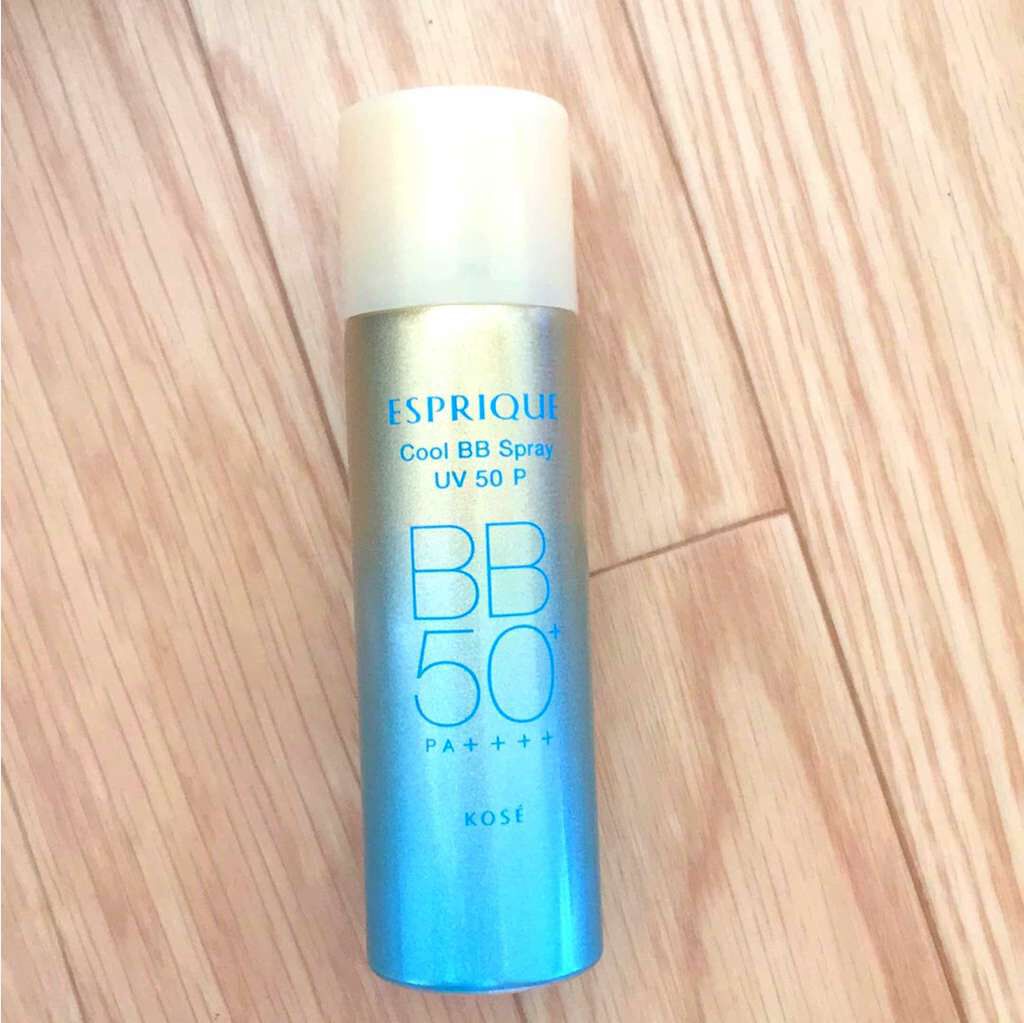 ESPRIQUE
Cool BB Spray
UV 50 P
BB
50+
PA++++
KOSÉ